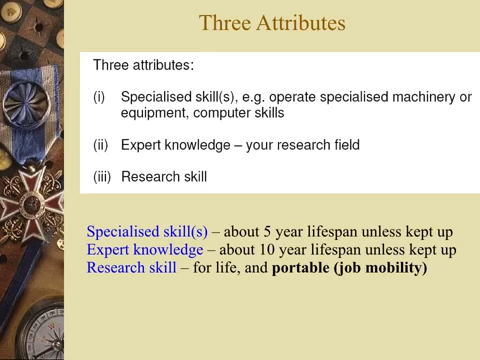 Three Attributes
Three attributes:
(i) Specialised skill(s), e.g. operate specialised machinery or
equipment, computer skills
(ii) Expert knowledge – your research field
(iii) Research skill
Specialised skill(s) – about 5 year lifespan unless kept up
Expert knowledge – about 10 year lifespan unless kept up
Research skill – for life, and portable (job mobility)